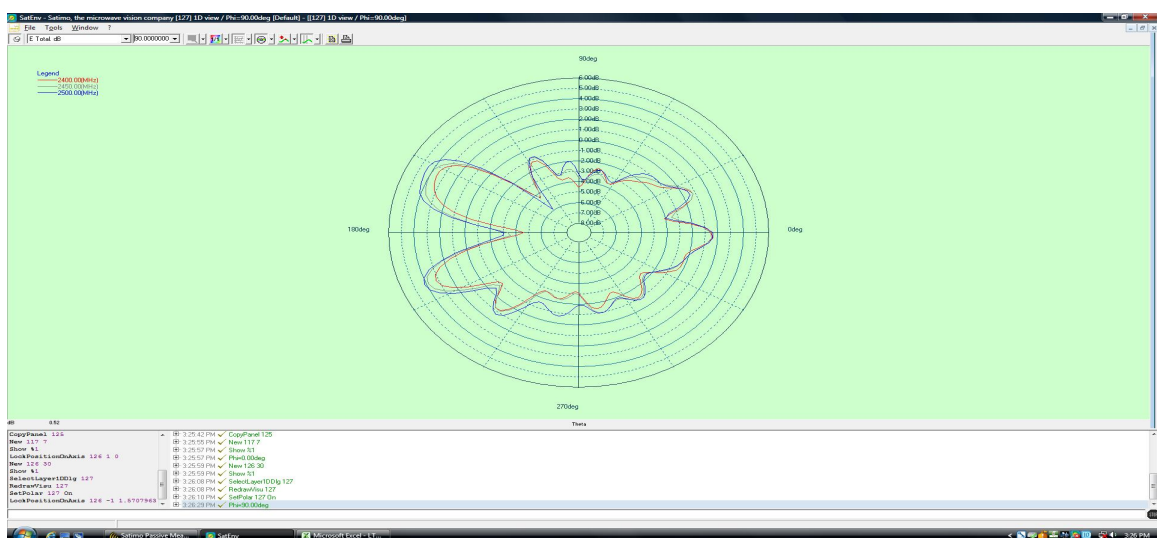 SatEnv - Satimo, the microwave vision company [127] 1D view / Phi=90.00deg [Default] - [[127] 1D view / Phi=90.00deg]
File Tools Window ?
E Total dB 90.0000000
90deg
Legend
2400.00(MHz)
2450.00(MHz)
2500.00(MHz)
6.00dB
5.00dB
4.00dB
3.00dB
2.00dB
1.00dB
0.00dB
-1.00dB
-2.00dB
-3.00dB
-4.00dB
-5.00dB
-6.00dB
-7.00dB
-8.00dB
180deg
0deg
270deg
dB 8.52 Theta
CopyPanel 125
New 117 7
Show %1
LockPositionOnAxis 126 1 0
New 126 30
Show %1
SelectLayer1DDlg 127
RedrawVisu 127
SetPolar 127 On
LockPositionOnAxis 126 -1 1.5707963
3:25:42 PM CopyPanel 125
3:25:55 PM New 117 7
3:25:57 PM Show %1
3:25:57 PM Phi=0.00deg
3:25:59 PM New 126 30
3:25:59 PM Show %1
3:26:08 PM SelectLayer1DDlg 127
3:26:08 PM RedrawVisu 127
3:26:10 PM SetPolar 127 On
3:26:29 PM Phi=90.00deg
Satimo Passive Mea... SatEnv Microsoft Excel - LT... 3:26 PM